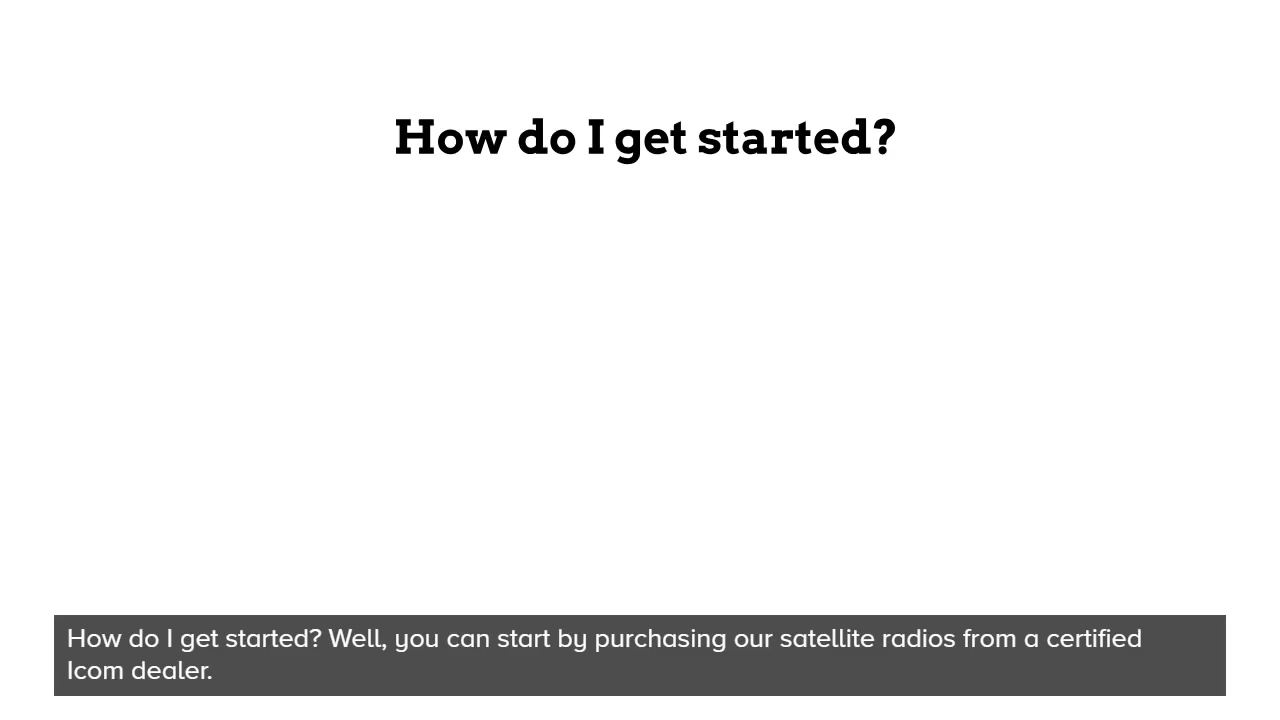 How do I get started?
How do I get started? Well, you can start by purchasing our satellite radios from a certified
Icom dealer.